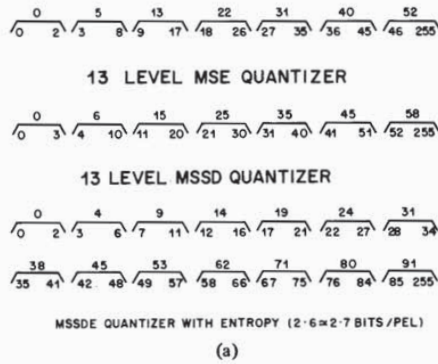 0 5 13 22 31 40 52
0 2 3 8 9 17 18 26 27 35 36 45 46 255
13 LEVEL MSE QUANTIZER
0 6 15 25 35 45 58
0 3 4 10 11 20 21 30 31 40 41 51 52 255
13 LEVEL MSSD QUANTIZER
0 4 9 14 19 24 31
0 2 3 6 7 11 12 16 17 21 22 27 28 34
38 45 53 62 71 80 91
35 41 42 48 49 57 58 66 67 75 76 84 85 255
MSSDE QUANTIZER WITH ENTROPY (2·6≃2·7 BITS/PEL)
(a)